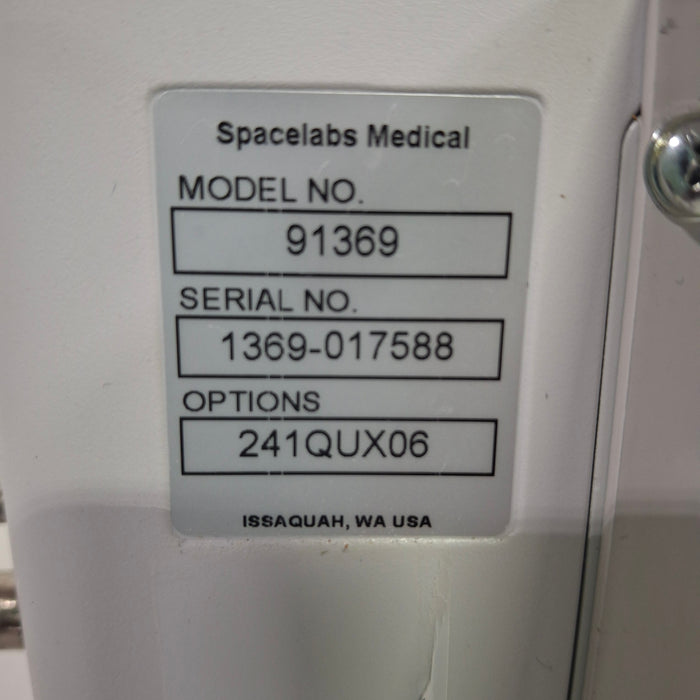 Spacelabs Medical
MODEL NO.
91369
SERIAL NO.
1369-017588
OPTIONS
241QUX06
ISSAQUAH, WA USA